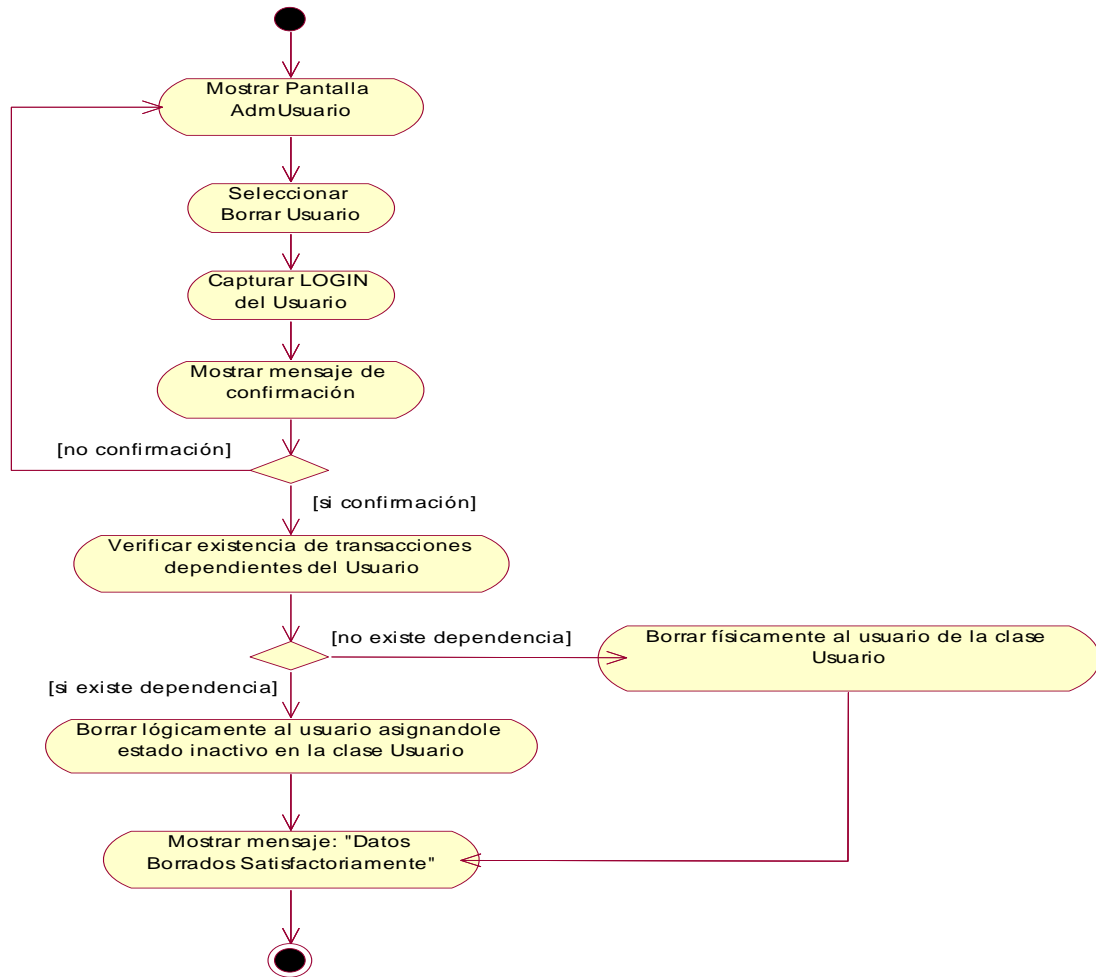 Mostrar Pantalla
AdmUsuario
Seleccionar
Borrar Usuario
Capturar LOGIN
del Usuario
Mostrar mensaje de
confirmación
[no confirmación]
[si confirmación]
Verificar existencia de transacciones
dependientes del Usuario
[no existe dependencia]
Borrar físicamente al usuario de la clase
Usuario
[si existe dependencia]
Borrar lógicamente al usuario asignandole
estado inactivo en la clase Usuario
Mostrar mensaje: "Datos
Borrados Satisfactoriamente"